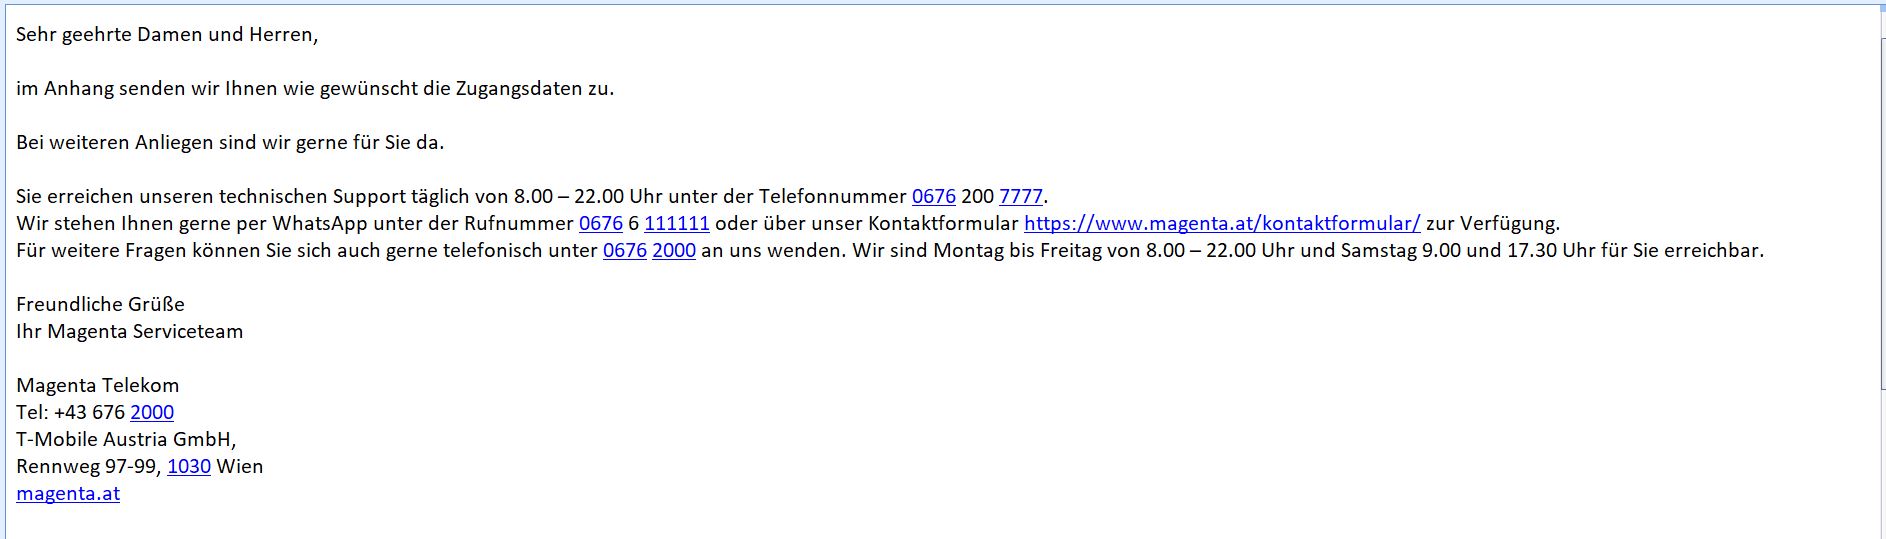 Sehr geehrte Damen und Herren,
im Anhang senden wir Ihnen wie gewünscht die Zugangsdaten zu.
Bei weiteren Anliegen sind wir gerne für Sie da.
Sie erreichen unseren technischen Support täglich von 8.00 – 22.00 Uhr unter der Telefonnummer 0676 200 7777.
Wir stehen Ihnen gerne per WhatsApp unter der Rufnummer 0676 6 111111 oder über unser Kontaktformular https://www.magenta.at/kontaktformular/ zur Verfügung.
Für weitere Fragen können Sie sich auch gerne telefonisch unter 0676 2000 an uns wenden. Wir sind Montag bis Freitag von 8.00 – 22.00 Uhr und Samstag 9.00 und 17.30 Uhr für Sie erreichbar.
Freundliche Grüße
Ihr Magenta Serviceteam
Magenta Telekom
Tel: +43 676 2000
T-Mobile Austria GmbH,
Rennweg 97-99, 1030 Wien
magenta.at